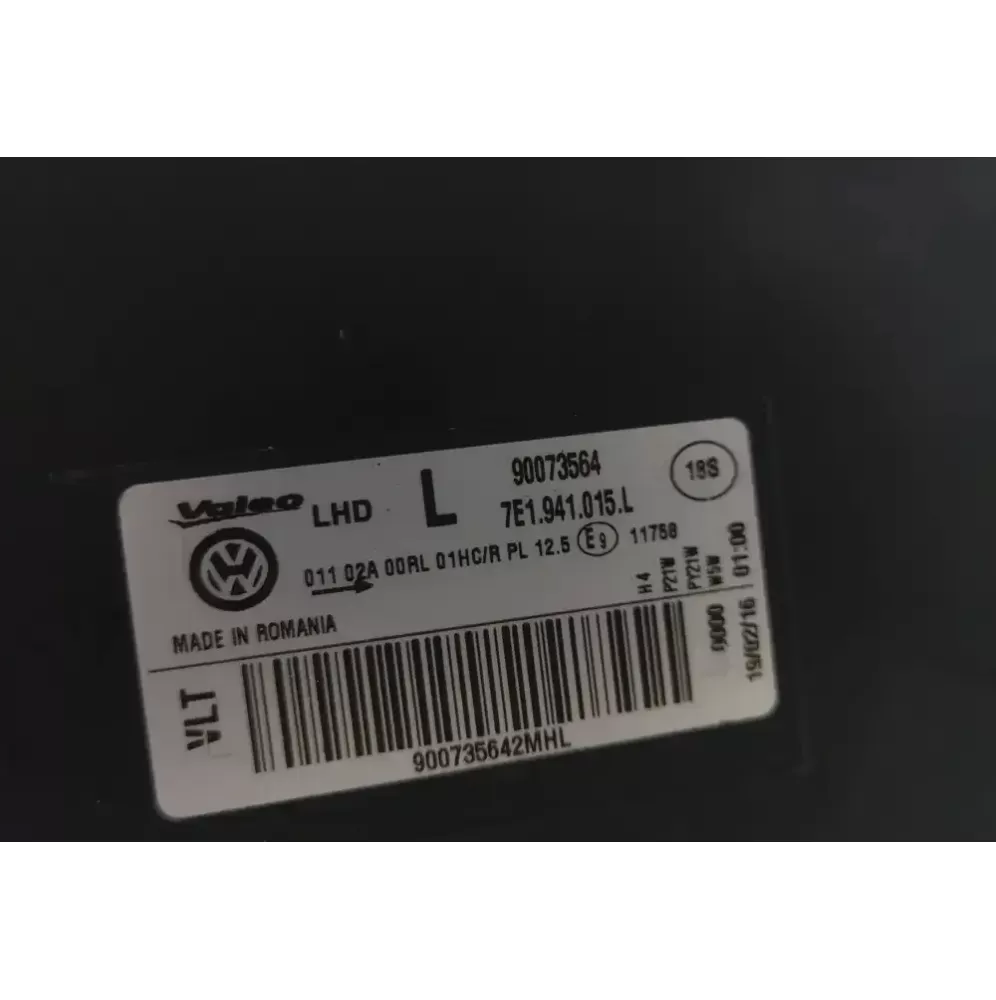 Valeo LHD L 90073564 18S
7E1.941.015.L
011 02A 00RL 01HC/R PL 12.5 E9 11758
MADE IN ROMANIA
H4
P21W
PY21W
W5W
0000
19/02/16 01:00
VLT
900735642MHL